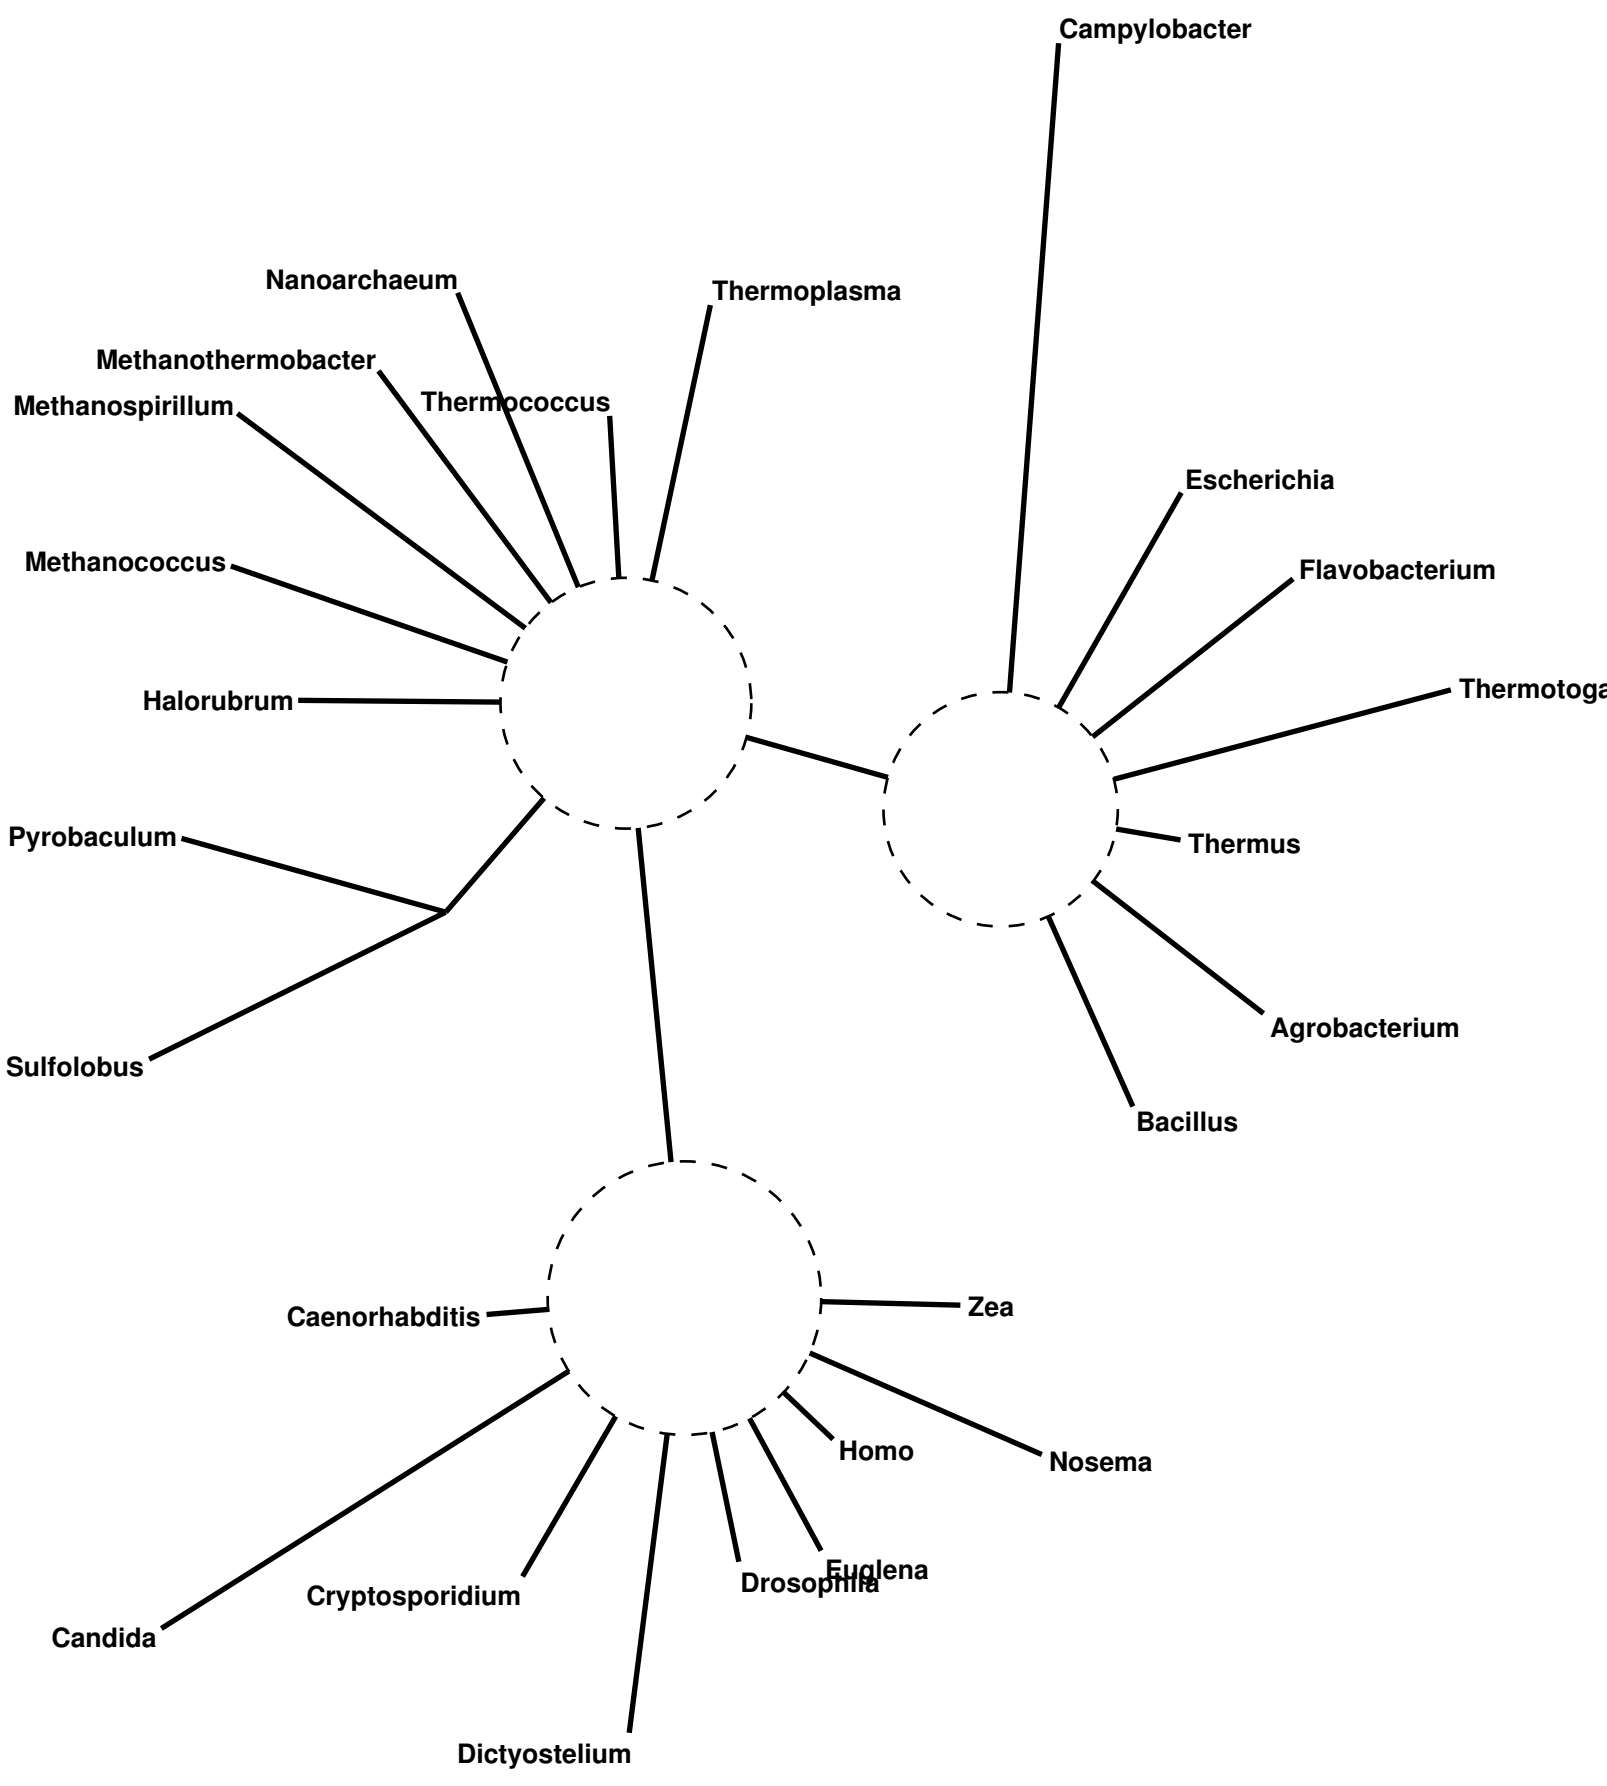 Campylobacter
Nanoarchaeum
Thermoplasma
Methanothermobacter
Thermococcus
Methanospirillum
Escherichia
Methanococcus
Flavobacterium
Thermotoga
Halorubrum
Pyrobaculum
Thermus
Agrobacterium
Sulfolobus
Bacillus
Zea
Caenorhabditis
Homo
Nosema
Euglena
Drosophila
Cryptosporidium
Candida
Dictyostelium